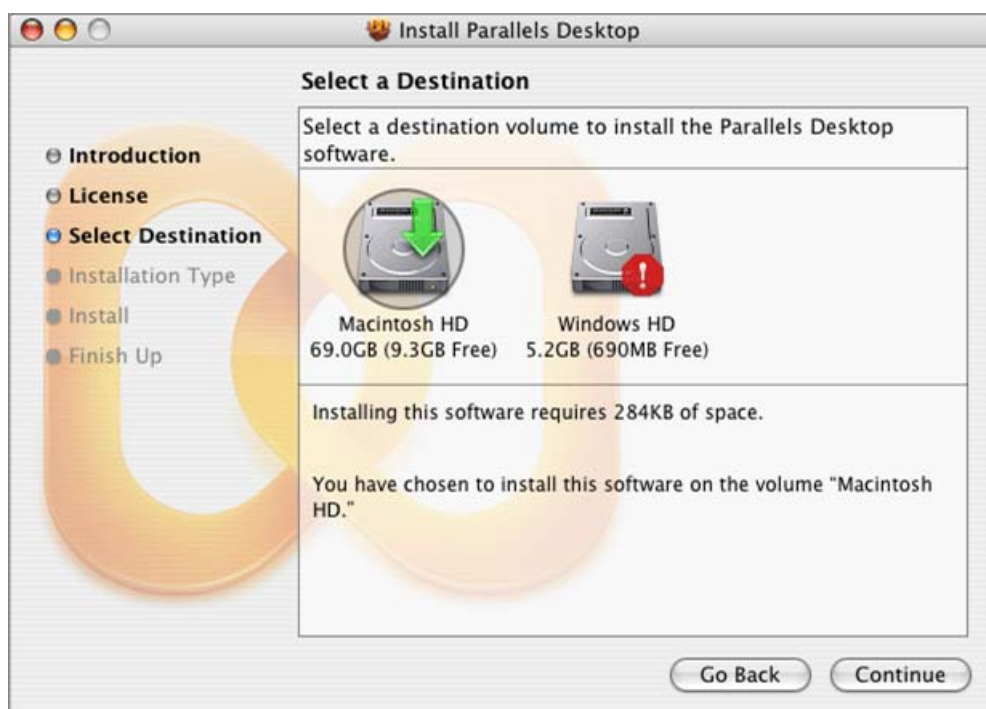 Install Parallels Desktop
Select a Destination
Introduction
License
Select Destination
Installation Type
Install
Finish Up
Select a destination volume to install the Parallels Desktop
software.
Macintosh HD
69.0GB (9.3GB Free)
Windows HD
5.2GB (690MB Free)
Installing this software requires 284KB of space.
You have chosen to install this software on the volume “Macintosh
HD.”
Go Back
Continue